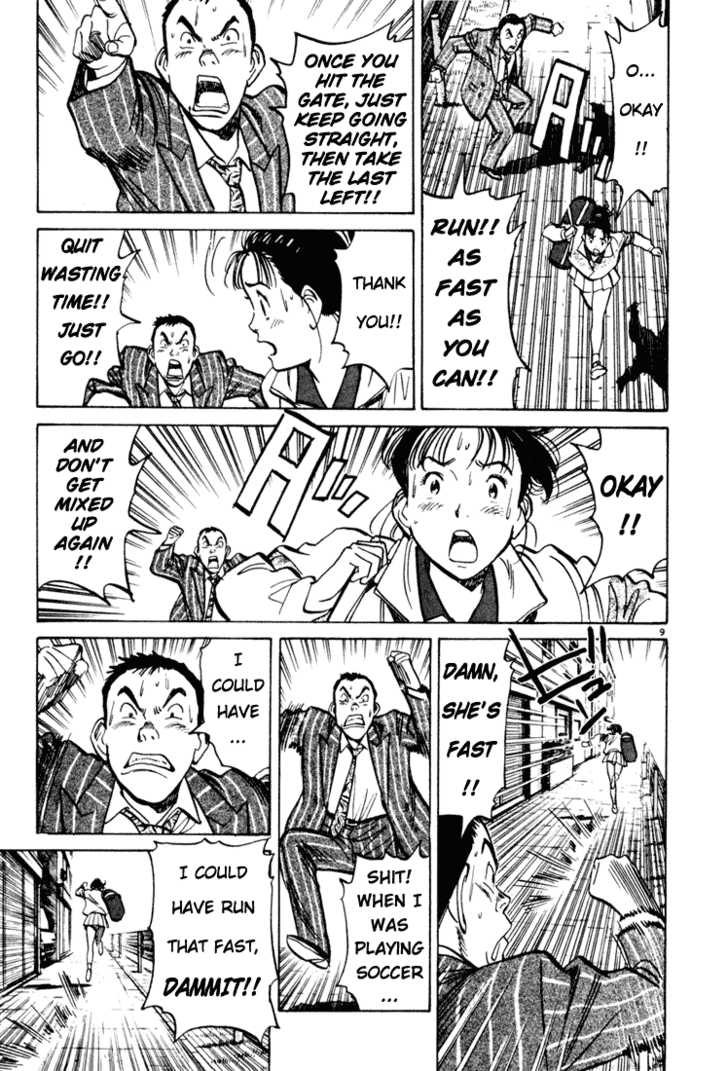 O...
OKAY
!!
RUN!!
AS
FAST
AS
YOU
CAN!!
ONCE YOU
HIT THE
GATE, JUST
KEEP GOING
STRAIGHT,
THEN TAKE
THE LAST
LEFT!!
THANK
YOU!!
QUIT
WASTING
TIME!!
JUST
GO!!
OKAY
!!
AND
DON'T
GET
MIXED
UP
AGAIN
!!
9
DAMN,
SHE'S
FAST
!!
SHIT!
WHEN I
WAS
PLAYING
SOCCER
...
I
COULD
HAVE
...
I COULD
HAVE RUN
THAT FAST,
DAMMIT!!